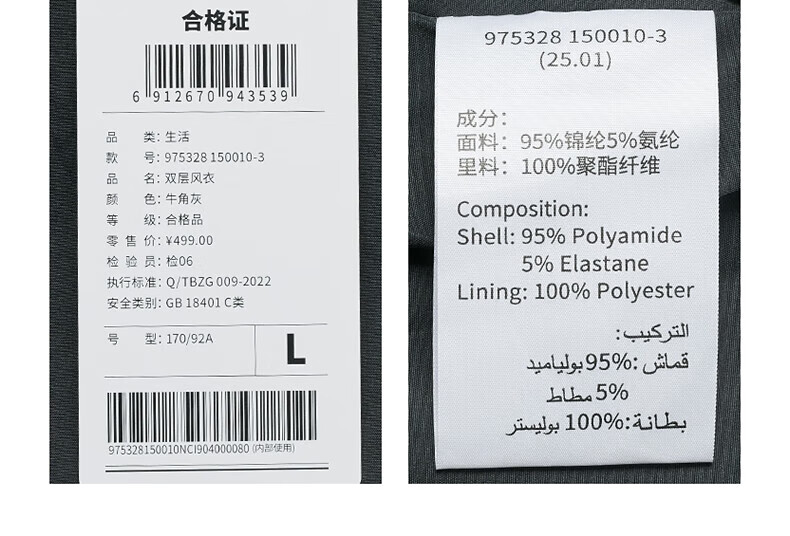 合格证
6 912670 943539
品 类: 生活
款 号: 975328 150010-3
品 名: 双层风衣
颜 色: 牛角灰
等 级: 合格品
零 售 价: ¥499.00
检 验 员: 检06
执行标准: Q/TBZG 009-2022
安全类别: GB 18401 C类
号 型: 170/92A
L
975328150010NCI904000080 (内部使用)
975328 150010-3
(25.01)
成分:
面料: 95%锦纶5%氨纶
里料: 100%聚酯纤维
Composition:
Shell: 95% Polyamide
5% Elastane
Lining: 100% Polyester
التركيب:
قماش: 95% بولياميد
5% مطاط
بطانة: 100% بوليستر